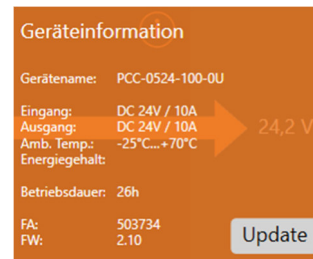 Geräteinformation
Gerätename: PCC-0524-100-0U
Eingang: DC 24V / 10A
Ausgang: DC 24V / 10A
24,2 V
Amb. Temp.: -25°C...+70°C
Energiegehalt:
Betriebsdauer: 26h
FA: 503734
FW: 2.10
Update